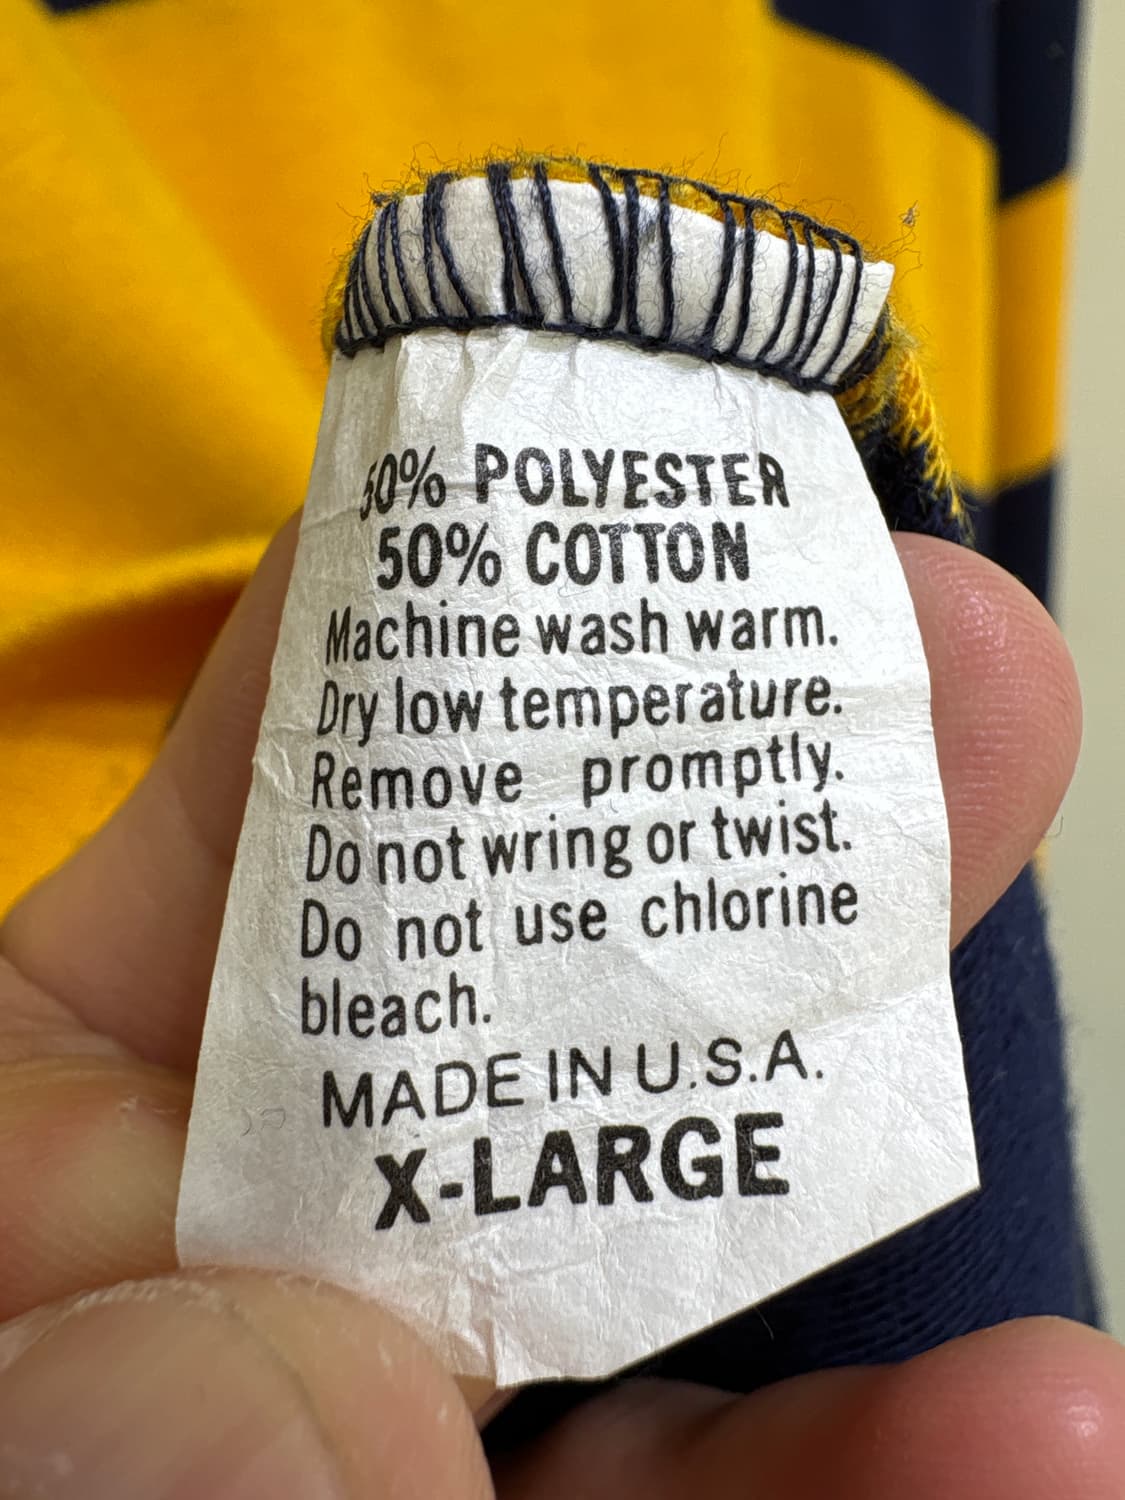 50% POLYESTER
50% COTTON
Machine wash warm.
Dry low temperature.
Remove promptly.
Do not wring or twist.
Do not use chlorine
bleach.
MADE IN U.S.A.
X-LARGE